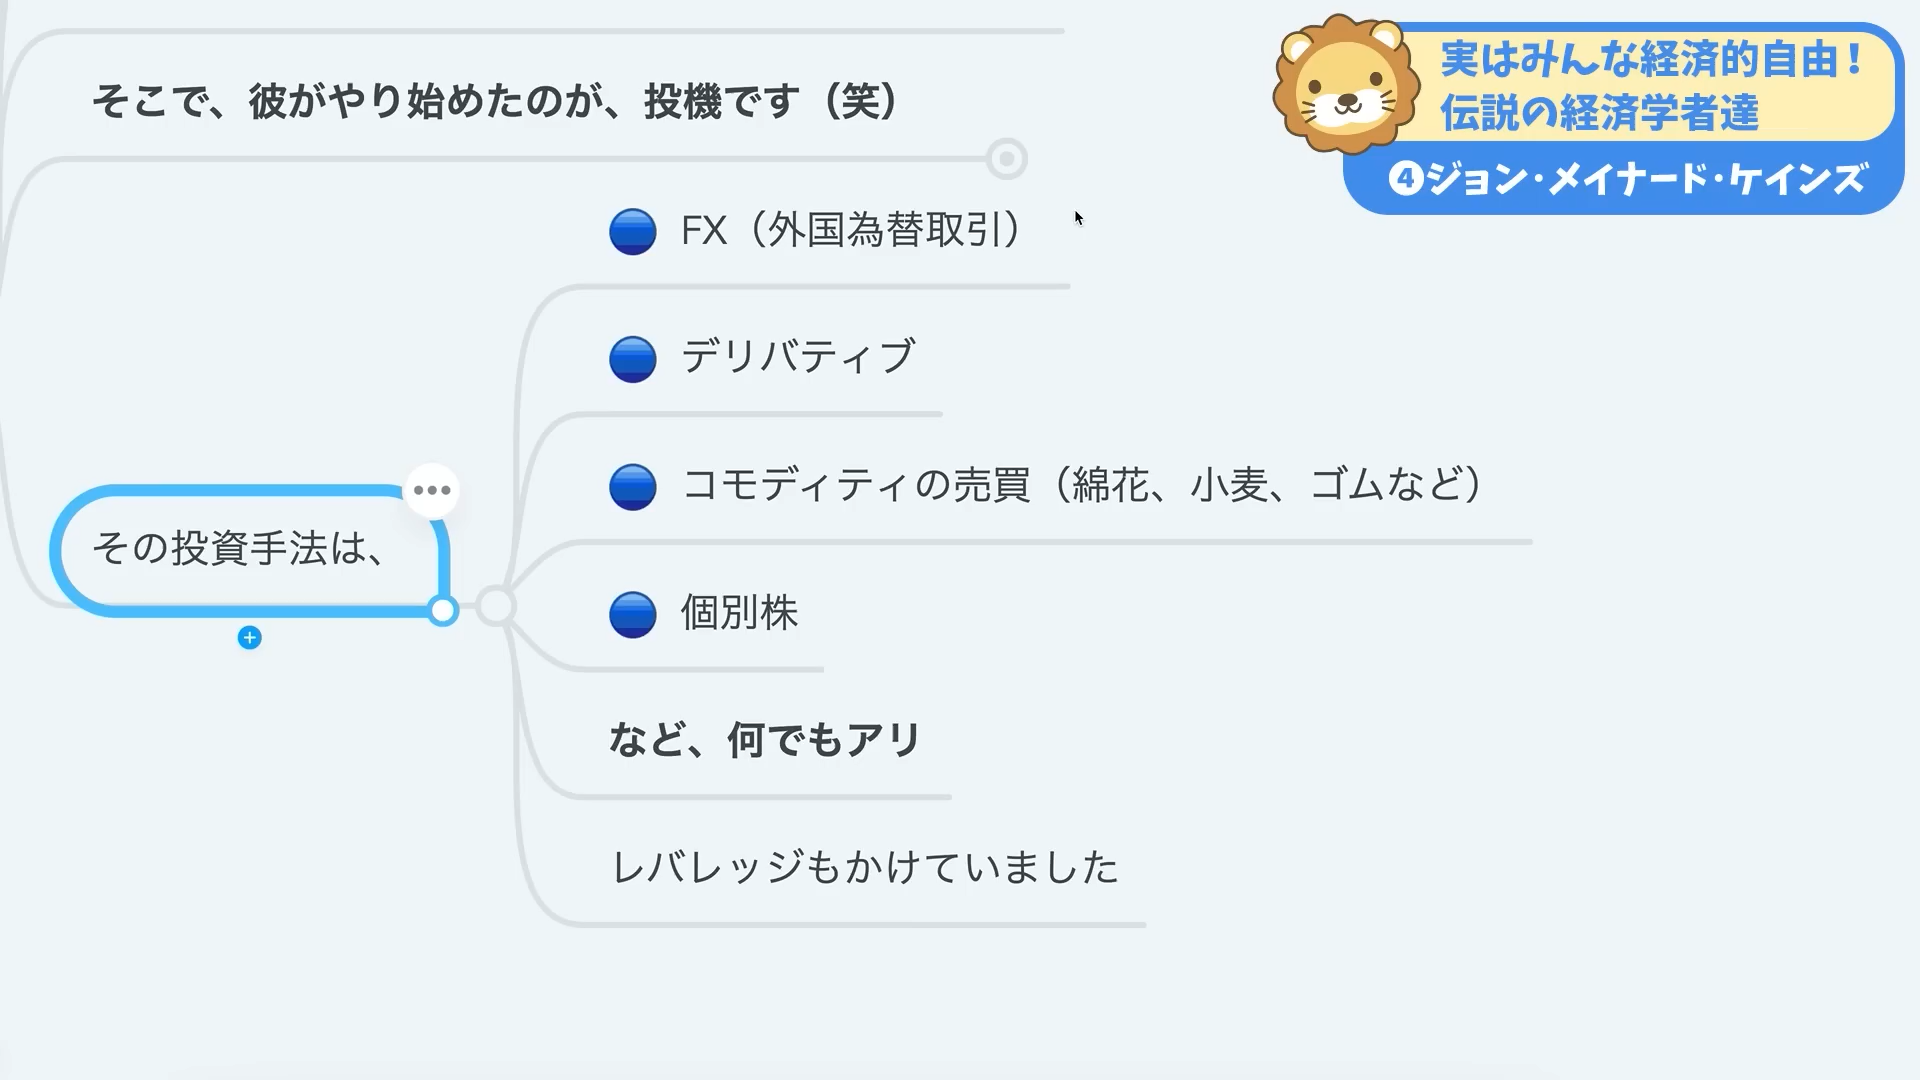 実はみんな経済的自由！
伝説の経済学者達
❹ジョン・メイナード・ケインズ
そこで、彼がやり始めたのが、投機です（笑）
FX（外国為替取引）
デリバティブ
コモディティの売買（綿花、小麦、ゴムなど）
その投資手法は、
個別株
など、何でもアリ
レバレッジもかけていました